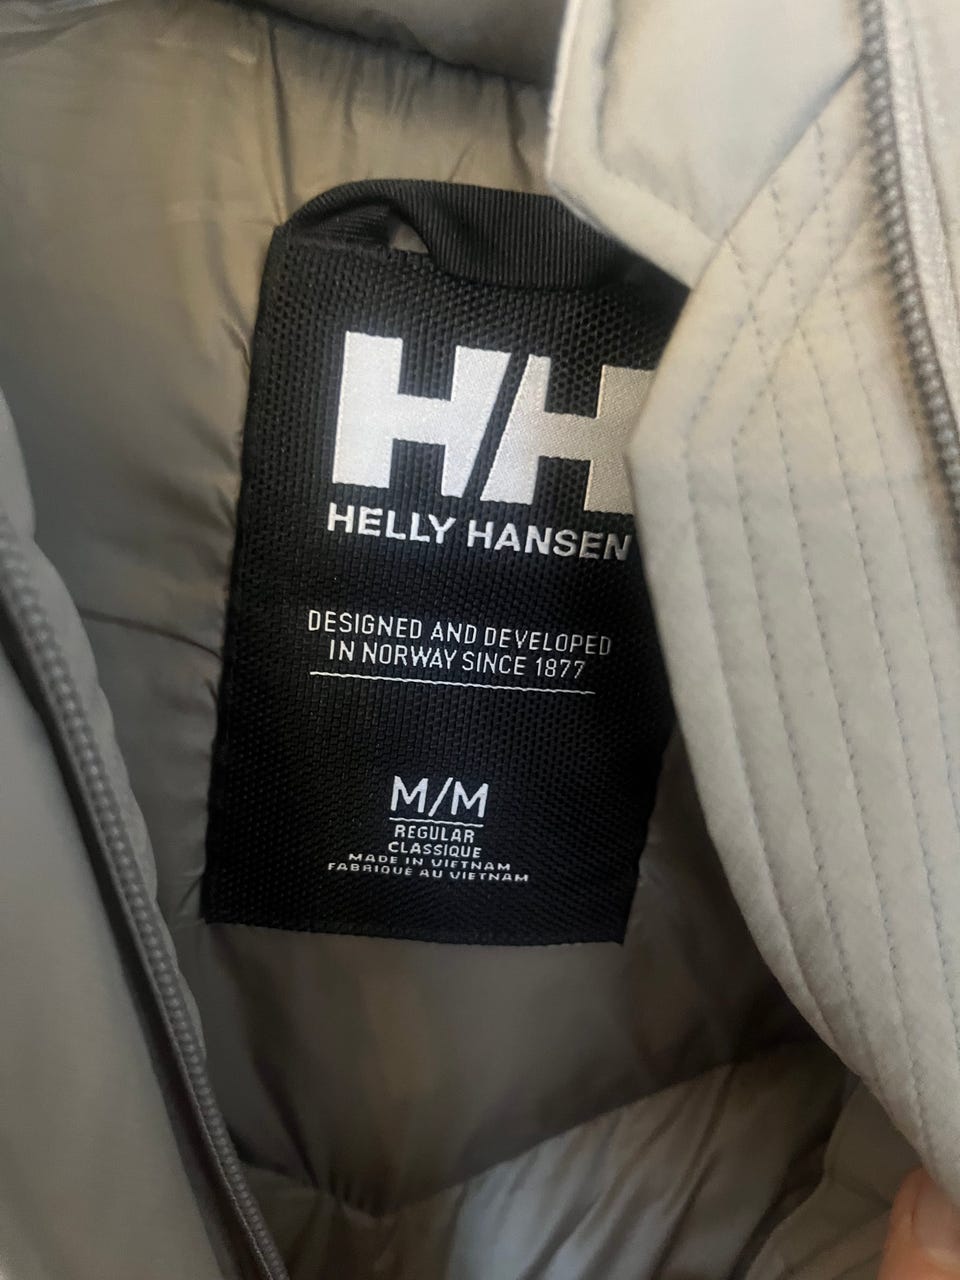 HH
HELLY HANSEN
DESIGNED AND DEVELOPED
IN NORWAY SINCE 1877
M/M
REGULAR
CLASSIQUE
MADE IN VIETNAM
FABRIQUÉ AU VIETNAM